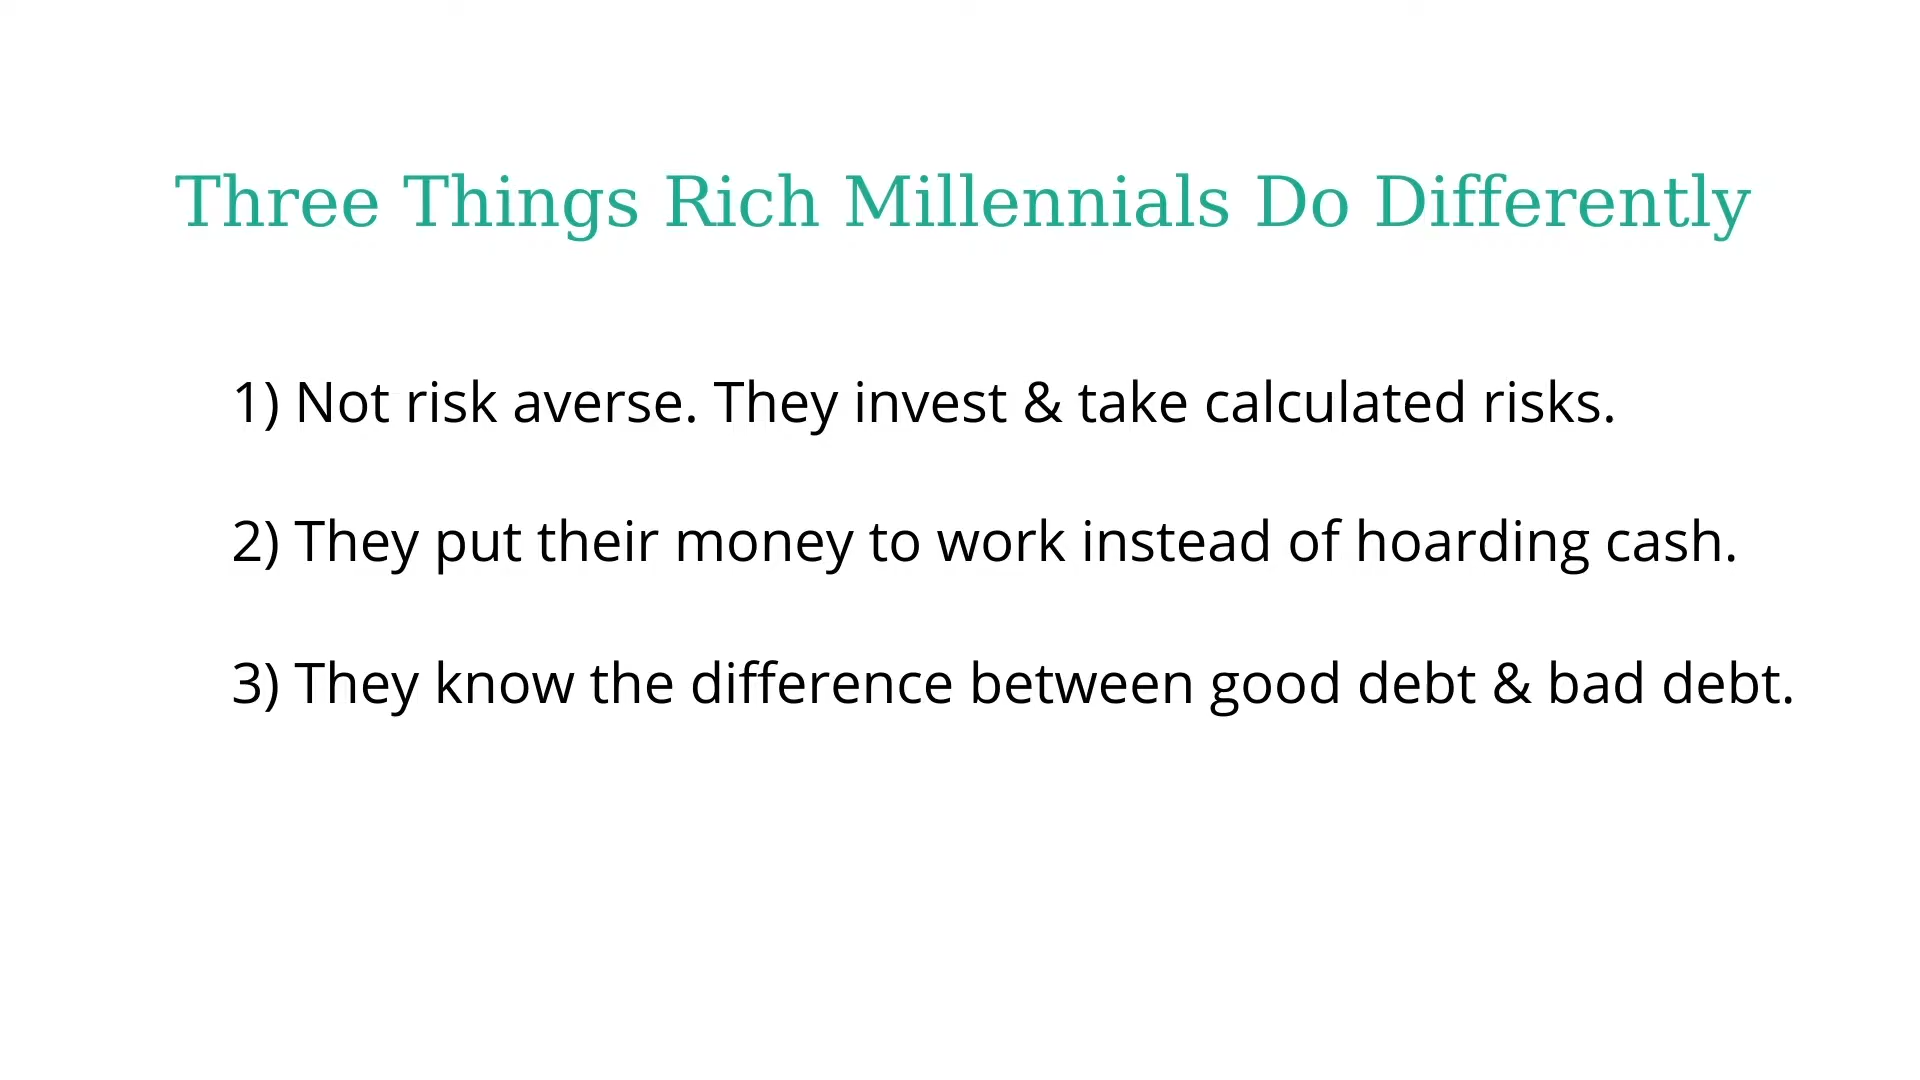 Three Things Rich Millennials Do Differently
1) Not risk averse. They invest & take calculated risks.
2) They put their money to work instead of hoarding cash.
3) They know the difference between good debt & bad debt.